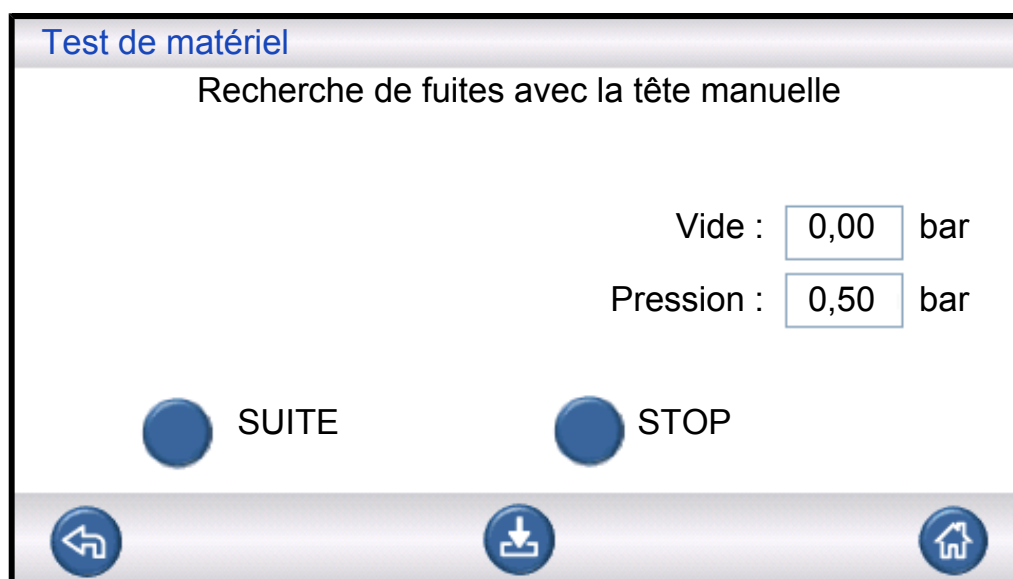 Test de matériel
Recherche de fuites avec la tête manuelle
Vide : 0,00 bar
Pression : 0,50 bar
SUITE STOP